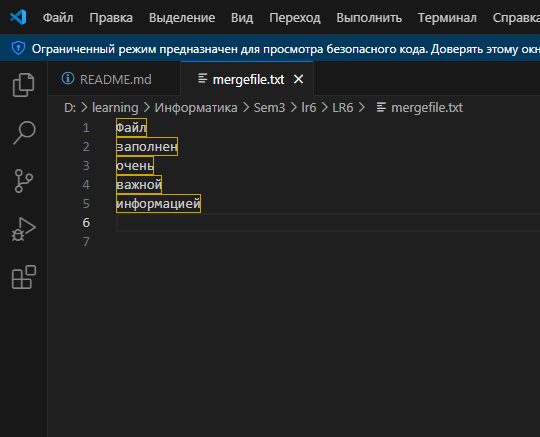 Файл Правка Выделение Вид Переход Выполнить Терминал Справка
Ограниченный режим предназначен для просмотра безопасного кода. Доверять этому окн
README.md mergefile.txt
D: > learning > Информатика > Sem3 > lr6 > LR6 > mergefile.txt
1 Файл
2 заполнен
3 очень
4 важной
5 информацией
6
7